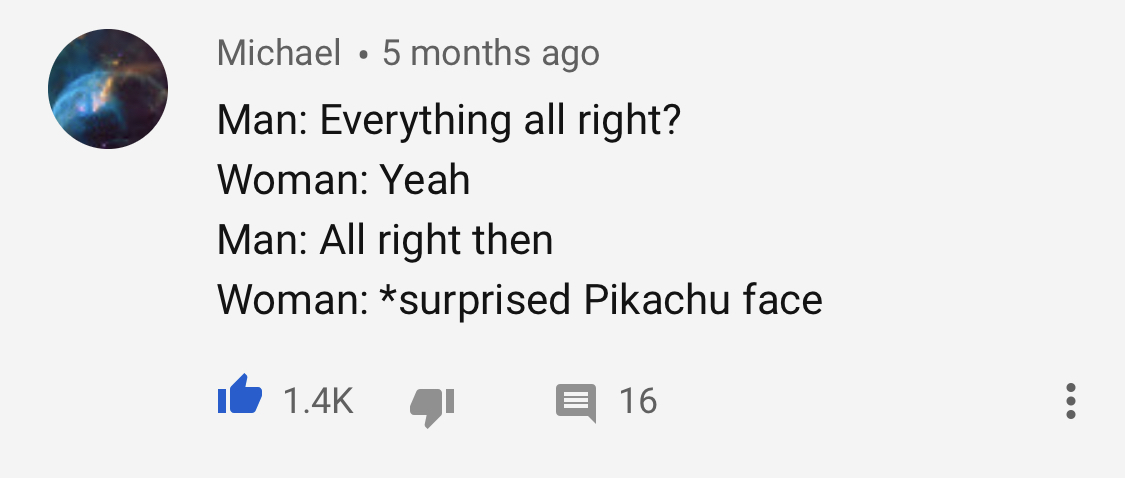 Michael • 5 months ago
Man: Everything all right?
Woman: Yeah
Man: All right then
Woman: *surprised Pikachu face
1.4K 16